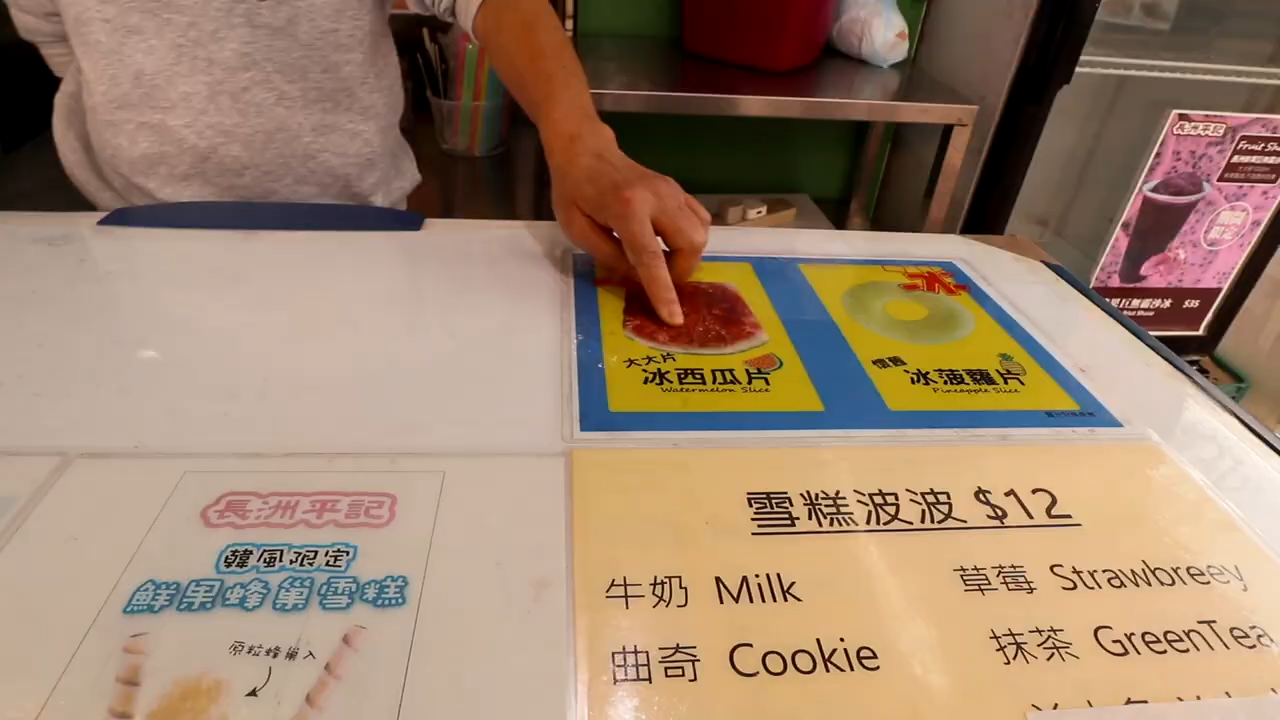 長洲平記
Fruit
$35
大大片
冰西瓜片
Watermelon Slice
懷舊
冰菠蘿片
Pineapple Slice
長洲平記
韓風限定
鮮果蜂巢雪糕
原粒蜂巢入
雪糕波波 $12
牛奶 Milk
草莓 Strawbreey
曲奇 Cookie
抹茶 GreenTea